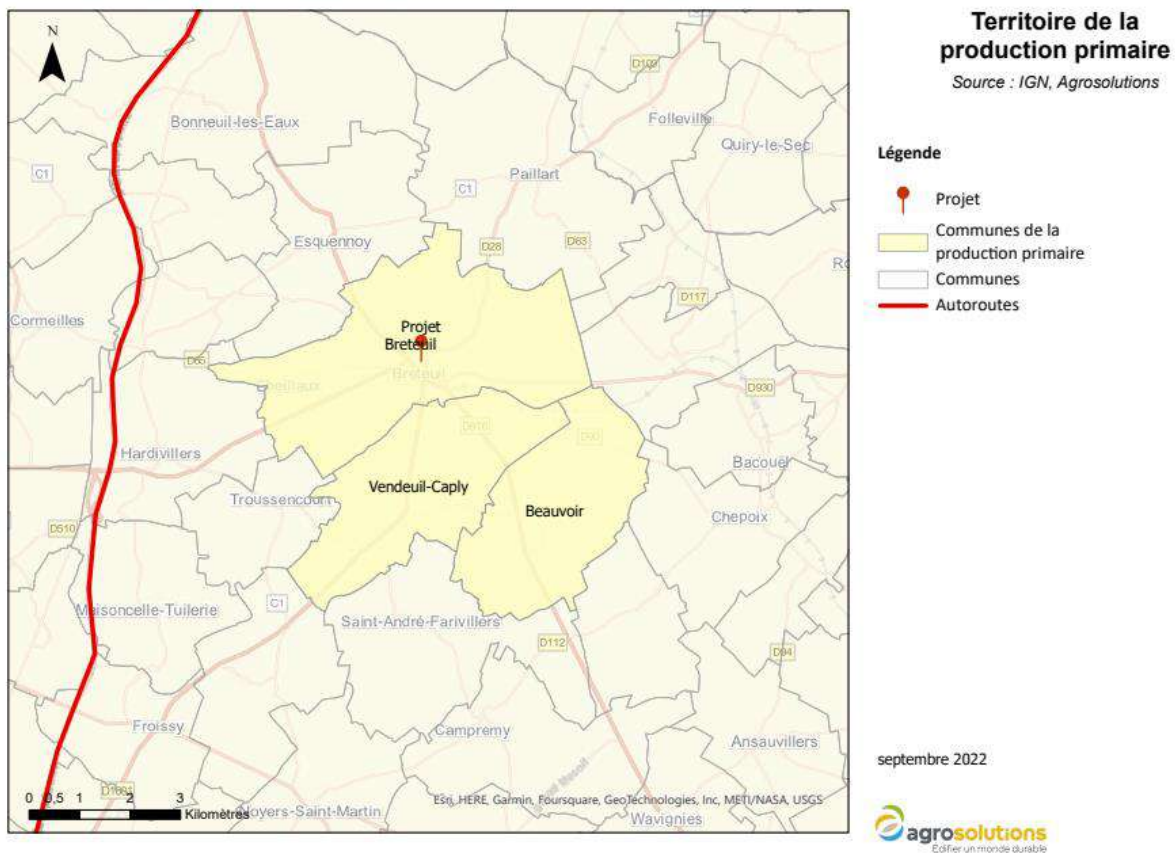 Territoire de la
production primaire
Source : IGN, Agrosolutions
Légende
Projet
Communes de la
production primaire
Communes
Autoroutes
septembre 2022
agrosolutions
Édifier un monde durable
N
D109
Folleville
Bonneuil-les-Eaux
Quiry-le-Sec
C1
Paillart
C1
Esquennoy
D28
D63
D117
Cormeilles
Projet
Breteuil
Breteuil
D65
D930
Hardivillers
Vendeuil-Caply
Bacouël
Troussencourt
Beauvoir
Chepoix
D510
C1
Maisoncelle-Tuilerie
Saint-André-Farivillers
D112
D94
Froissy
Campremy
Ansauvillers
0 0,5 1 2 3
Kilomètres
Noyers-Saint-Martin
Esri, HERE, Garmin, Foursquare, GeoTechnologies, Inc, METI/NASA, USGS
Wavignies